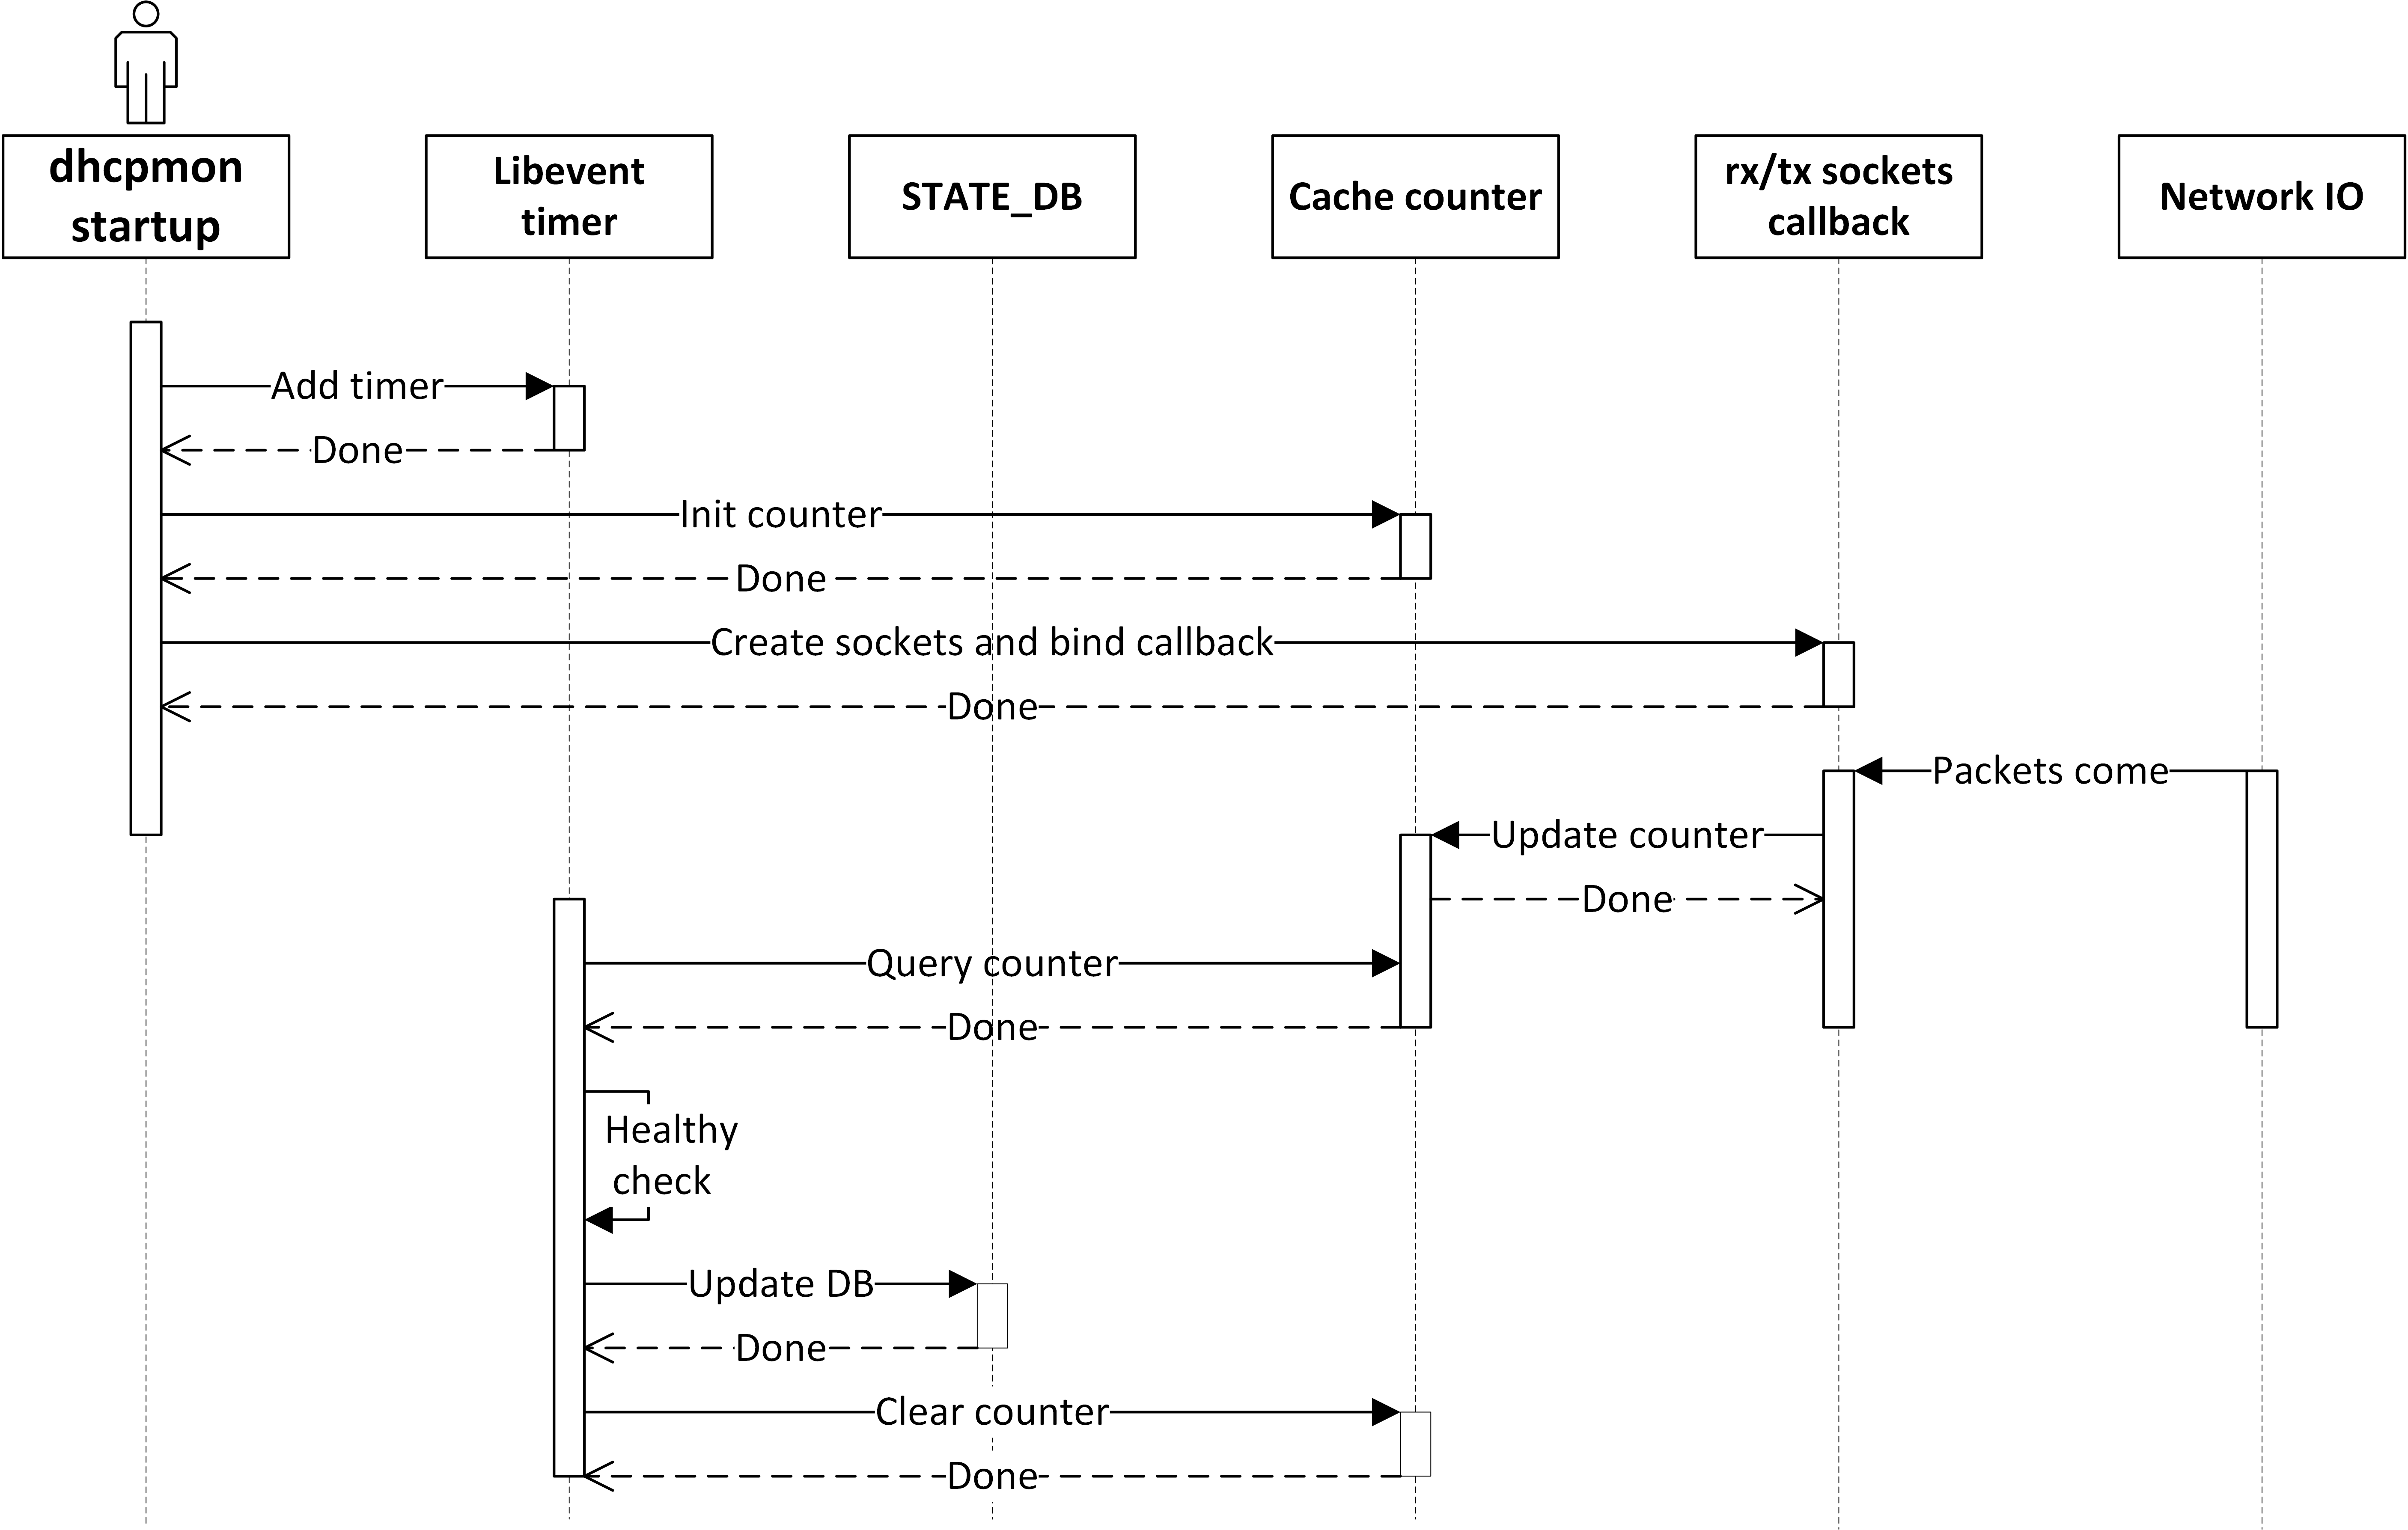 dhcpmon
startup
Libevent
timer
STATE_DB
Cache counter
rx/tx sockets
callback
Network IO
Add timer
Done
Init counter
Done
Create sockets and bind callback
Done
Packets come
Update counter
Done
Query counter
Done
Healthy
check
Update DB
Done
Clear counter
Done